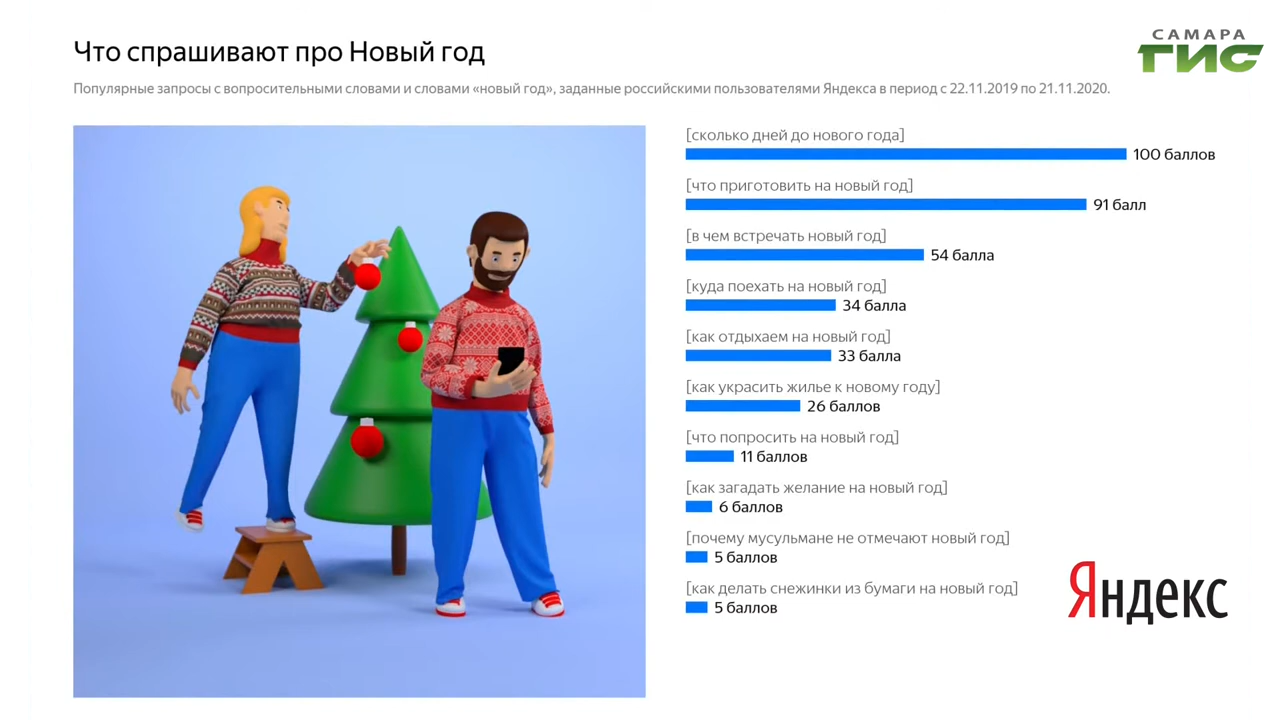 Что спрашивают про Новый год
САМАРА
ГИС
Популярные запросы с вопросительными словами и словами «новый год», заданные российскими пользователями Яндекса в период с 22.11.2019 по 21.11.2020.
[сколько дней до нового года]
100 баллов
[что приготовить на новый год]
91 балл
[в чем встречать новый год]
54 балла
[куда поехать на новый год]
34 балла
[как отдыхаем на новый год]
33 балла
[как украсить жилье к новому году]
26 баллов
[что попросить на новый год]
11 баллов
[как загадать желание на новый год]
6 баллов
[почему мусульмане не отмечают новый год]
5 баллов
[как делать снежинки из бумаги на новый год]
5 баллов
Яндекс